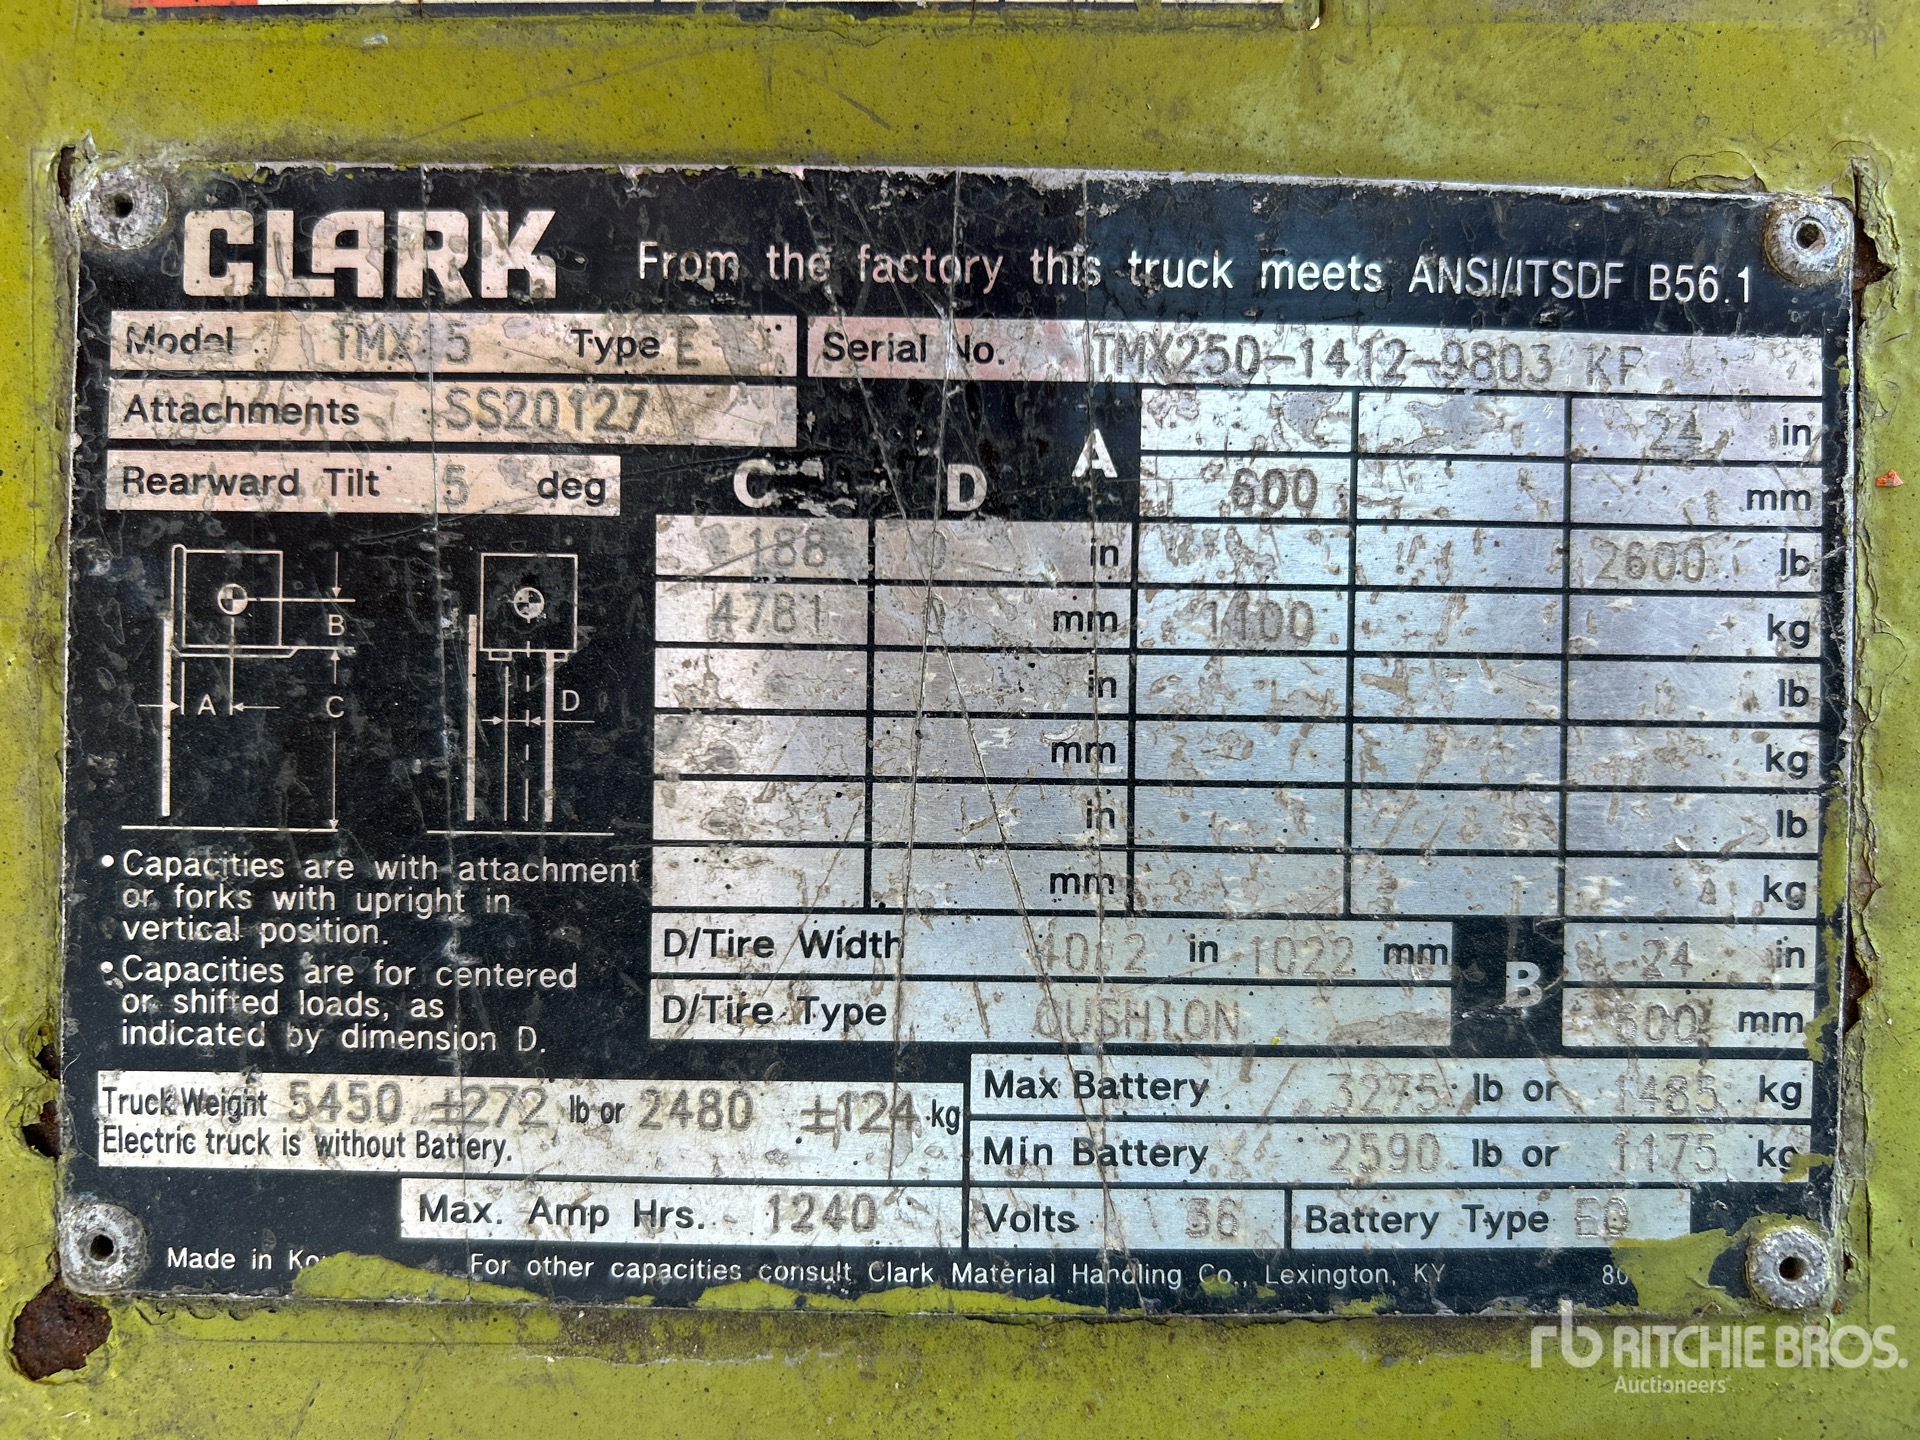 CLARK From the factory this truck meets ANSI/ITSDF B56.1
Model TMX15 Type E Serial No. TMX250-1412-9803 KF
Attachments SS20127
Rearward Tilt 5 deg
C D A
24 in
600 mm
188 0 in 2600 lb
4781 0 mm 1100 kg
in lb
mm kg
in lb
mm kg
B
A C
D
• Capacities are with attachment
or forks with upright in
vertical position.
• Capacities are for centered
or shifted loads, as
indicated by dimension D.
D/Tire Width in 1022 mm B 24 in
D/Tire Type CUSHION 600 mm
Truck Weight 5450 ±272 lb or 2480 ±124 kg
Electric truck is without Battery.
Max Battery 3275 lb or 1485 kg
Min Battery 2590 lb or 1175 kg
Max. Amp Hrs. 1240 Volts 36 Battery Type
Made in For other capacities consult Clark Material Handling Co., Lexington, KY
rb RITCHIE BROS.
Auctioneers